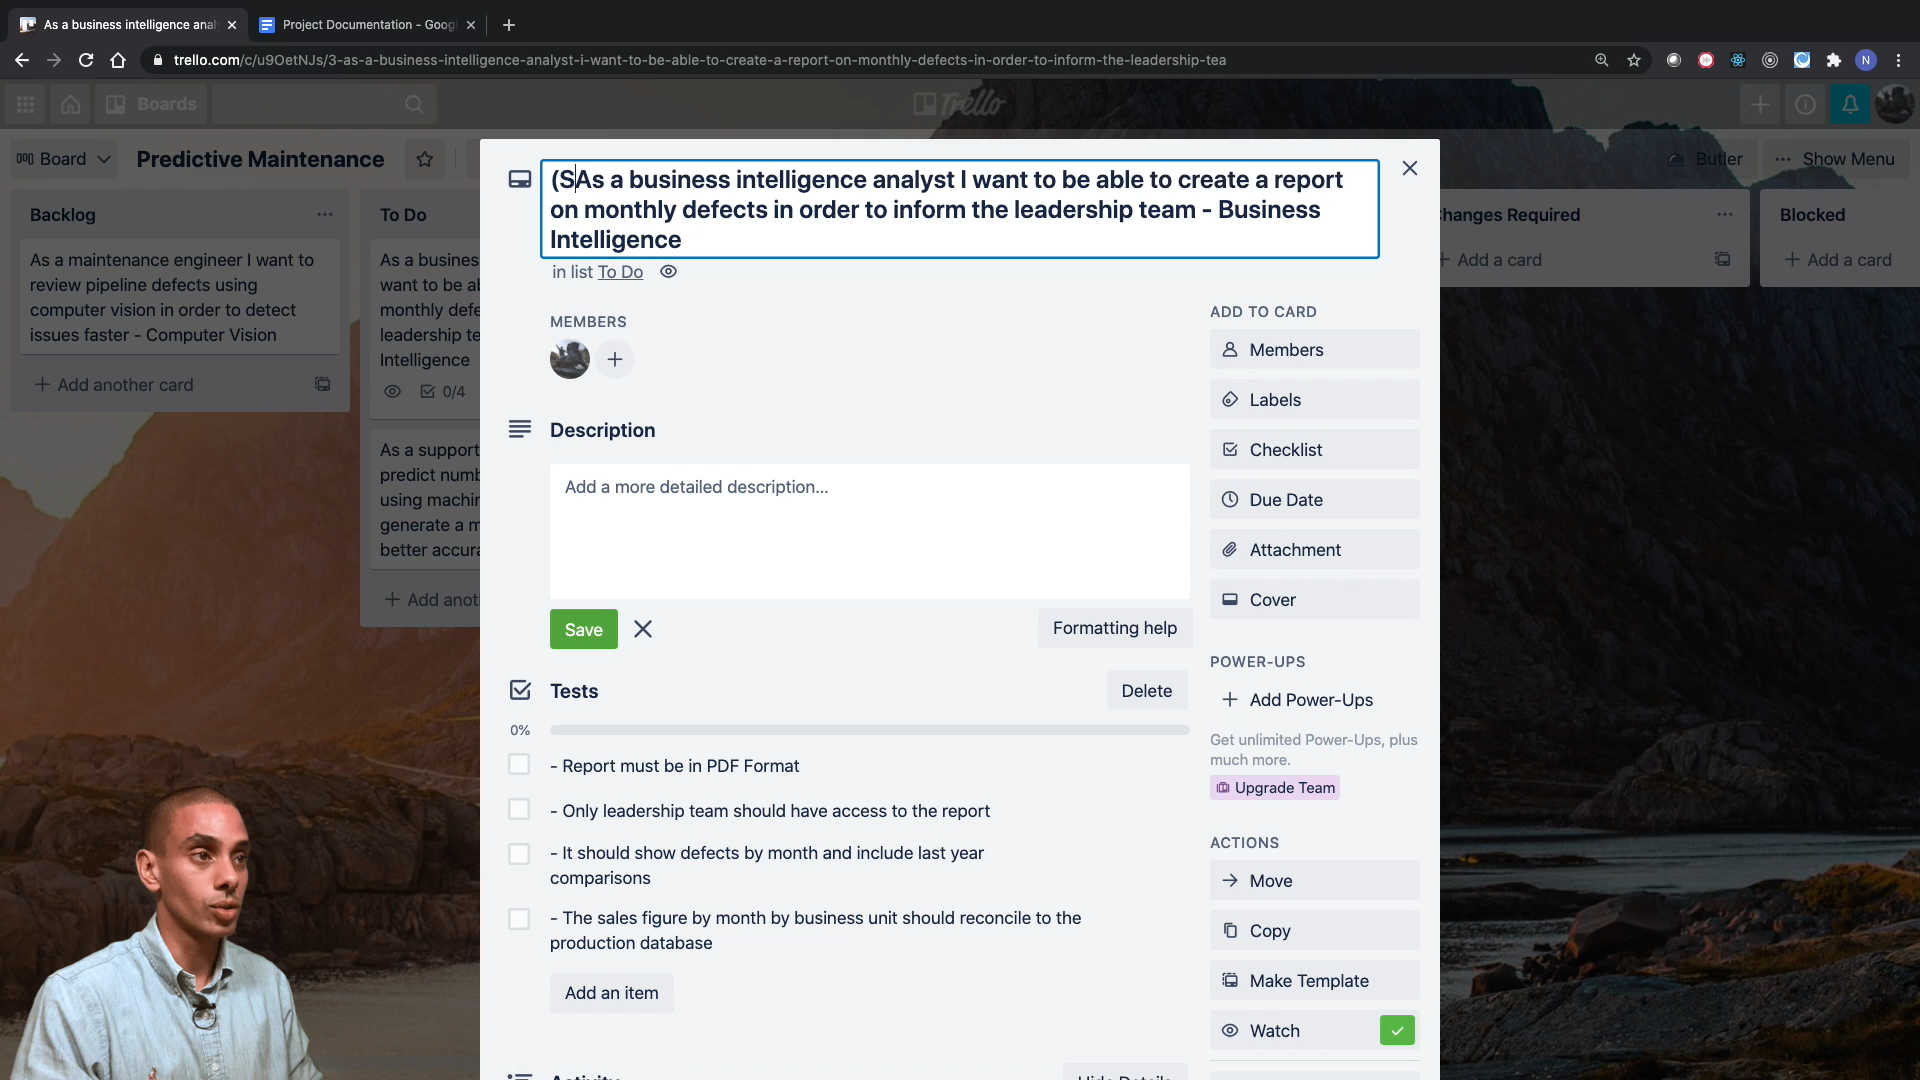 As a business intelligence anal
Project Documentation - Goog
trello.com/c/u9OetNJs/3-as-a-business-intelligence-analyst-i-want-to-be-able-to-create-a-report-on-monthly-defects-in-order-to-inform-the-leadership-tea
N
Boards
Trello
Board
Predictive Maintenance
Butler
Show Menu
Backlog
As a maintenance engineer I want to
review pipeline defects using
computer vision in order to detect
issues faster - Computer Vision
Add another card
To Do
As a busines
want to be a
monthly defe
leadership te
Intelligence
0/4
As a support
predict numb
using machin
generate a m
better accura
Add anot
(SAs a business intelligence analyst I want to be able to create a report
on monthly defects in order to inform the leadership team - Business
Intelligence
in list To Do
MEMBERS
Description
Add a more detailed description...
Save
Formatting help
Tests
Delete
0%
- Report must be in PDF Format
- Only leadership team should have access to the report
- It should show defects by month and include last year
comparisons
- The sales figure by month by business unit should reconcile to the
production database
Add an item
Activity
Hide Details
ADD TO CARD
Members
Labels
Checklist
Due Date
Attachment
Cover
POWER-UPS
Add Power-Ups
Get unlimited Power-Ups, plus
much more.
Upgrade Team
ACTIONS
Move
Copy
Make Template
Watch
hanges Required
Add a card
Blocked
Add a card